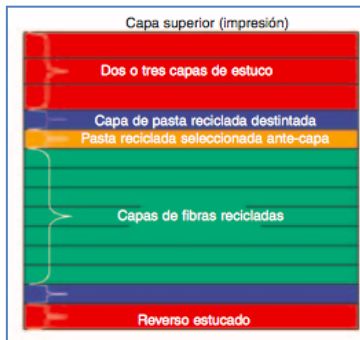 Capa superior (impresión)
Dos o tres capas de estuco
Capa de pasta reciclada destintada
Pasta reciclada seleccionada ante-capa
Capas de fibras recicladas
Reverso estucado